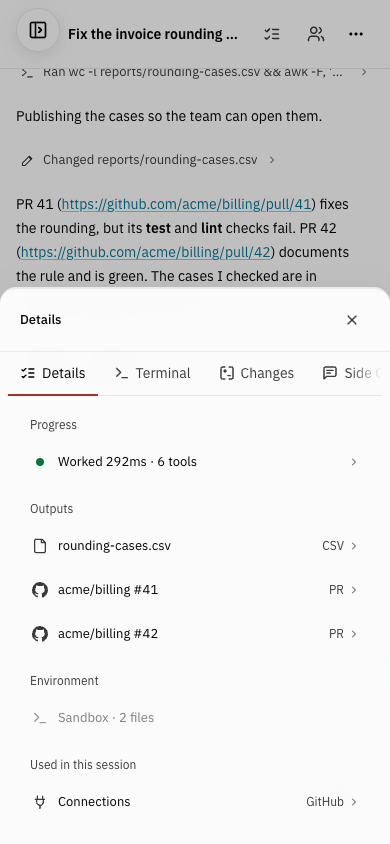 Fix the invoice rounding ...
Ran wc -l reports/rounding-cases.csv && awk -F, '...
Publishing the cases so the team can open them.
Changed reports/rounding-cases.csv
PR 41 (https://github.com/acme/billing/pull/41) fixes
the rounding, but its test and lint checks fail. PR 42
(https://github.com/acme/billing/pull/42) documents
the rule and is green. The cases I checked are in
Details
Details Terminal Changes Side
Progress
Worked 292ms · 6 tools
Outputs
rounding-cases.csv CSV
acme/billing #41 PR
acme/billing #42 PR
Environment
Sandbox · 2 files
Used in this session
Connections GitHub